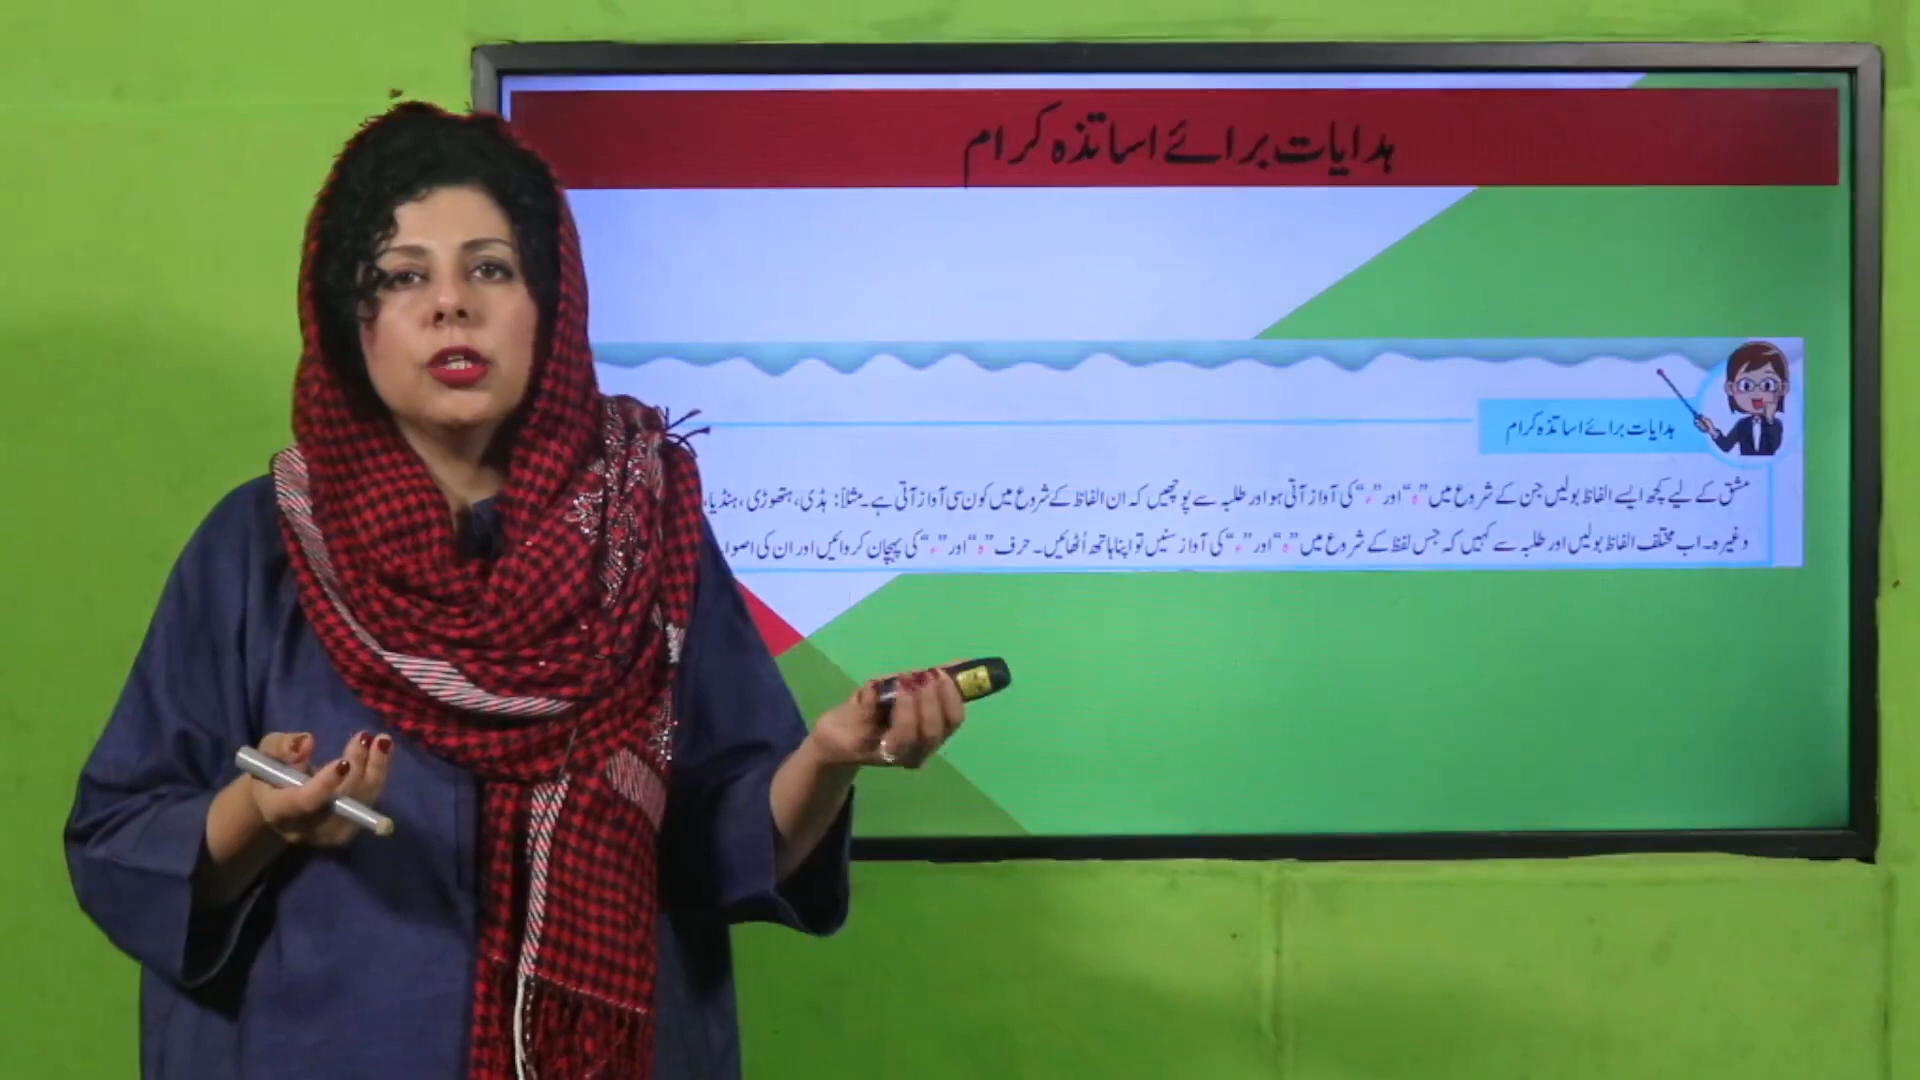 ہدایات برائے اساتذہ کرام
ہدایات برائے اساتذہ کرام
مشق کے لیے کچھ ایسے الفاظ بولیں جن کے شروع میں ”ہ“ اور ”ء“ کی آواز آتی ہو اور طلبہ سے پوچھیں کہ ان الفاظ کے شروع میں کون سی آواز آتی ہے۔ مثلاً: ہڈی، ہتھوڑی، ہنڈیا،
وغیرہ۔ اب مختلف الفاظ بولیں اور طلبہ سے کہیں کہ جس لفظ کے شروع میں ”ہ“ اور ”ء“ کی آواز سنیں تو اپنا ہاتھ اُٹھائیں۔ حرف ”ہ“ اور ”ء“ کی پہچان کروائیں اور ان کی